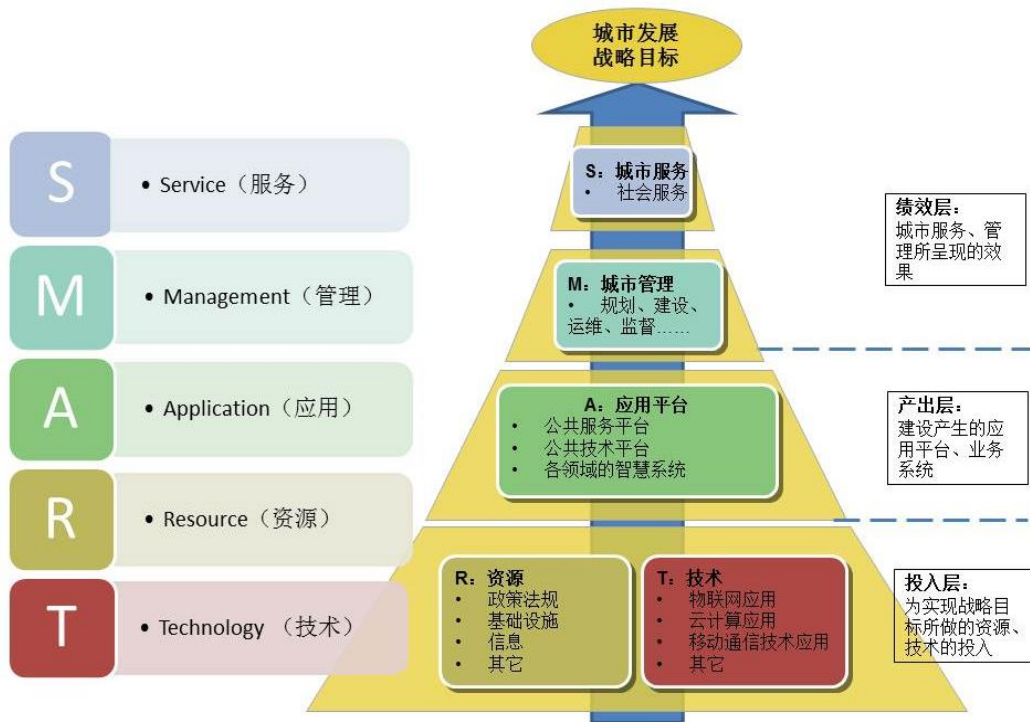 城市发展
战略目标
S
• Service（服务）
M
• Management（管理）
A
• Application（应用）
R
• Resource（资源）
T
• Technology （技术）
S：城市服务
• 社会服务
M：城市管理
• 规划、建设、
运维、监督……
A：应用平台
• 公共服务平台
• 公共技术平台
• 各领域的智慧系统
R：资源
• 政策法规
• 基础设施
• 信息
• 其它
T：技术
• 物联网应用
• 云计算应用
• 移动通信技术应用
• 其它
绩效层：
城市服务、管
理所呈现的效
果
产出层：
建设产生的应
用平台、业务
系统
投入层：
为实现战略目
标所做的资源、
技术的投入